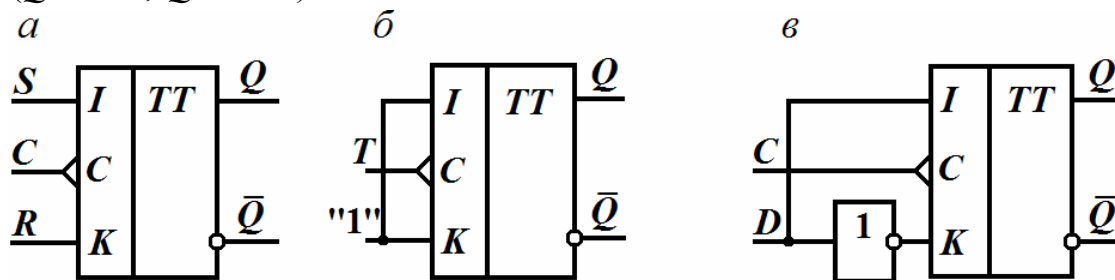 а б в
S I TT Q
C C
R K Q̄
I TT Q
T C
"1" K Q̄
I TT Q
C C
D 1 K Q̄